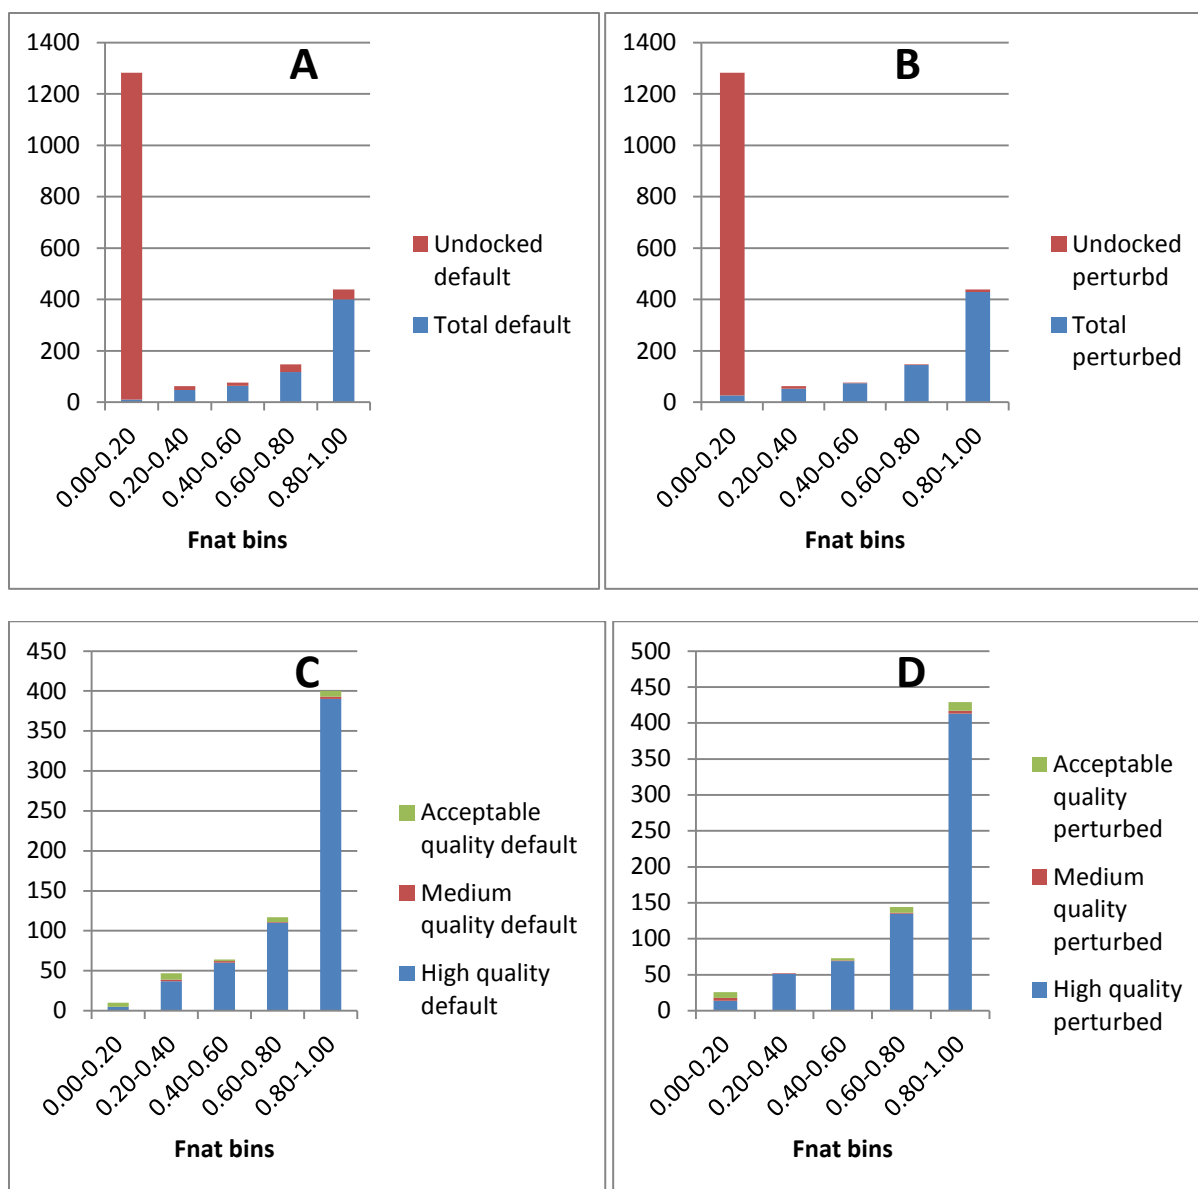 A
1400
1200
1000
800
600
400
200
0
Undocked
default
Total default
0.00-0.20
0.20-0.40
0.40-0.60
0.60-0.80
0.80-1.00
Fnat bins
B
1400
1200
1000
800
600
400
200
0
Undocked
perturbd
Total
perturbed
0.00-0.20
0.20-0.40
0.40-0.60
0.60-0.80
0.80-1.00
Fnat bins
C
450
400
350
300
250
200
150
100
50
0
Acceptable
quality default
Medium
quality default
High quality
default
0.00-0.20
0.20-0.40
0.40-0.60
0.60-0.80
0.80-1.00
Fnat bins
D
500
450
400
350
300
250
200
150
100
50
0
Acceptable
quality
perturbed
Medium
quality
perturbed
High quality
perturbed
0.00-0.20
0.20-0.40
0.40-0.60
0.60-0.80
0.80-1.00
Fnat bins